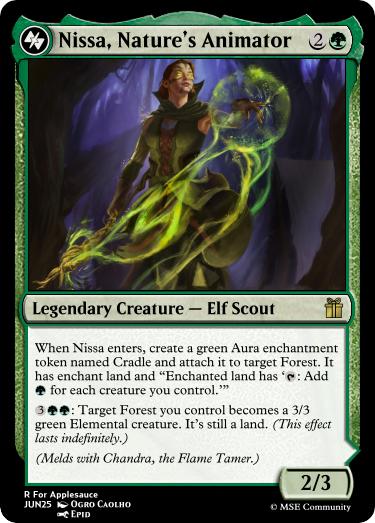 Nissa, Nature's Animator 2
Legendary Creature — Elf Scout
When Nissa enters, create a green Aura enchantment
token named Cradle and attach it to target Forest. It
has enchant land and “Enchanted land has ‘: Add
for each creature you control.’”
3: Target Forest you control becomes a 3/3
green Elemental creature. It's still a land. (This effect
lasts indefinitely.)
(Melds with Chandra, the Flame Tamer.)
2/3
R For Applesauce
JUN25 Ogro Caolho
Epid
© MSE Community